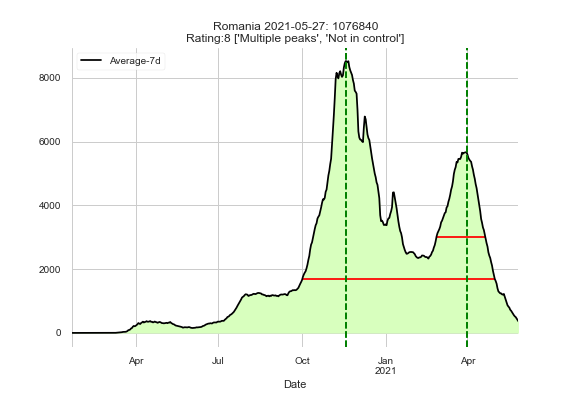 Romania 2021-05-27: 1076840
Rating:8 ['Multiple peaks', 'Not in control']
Average-7d
8000
6000
4000
2000
0
Apr
Jul
Oct
Jan
2021
Apr
Date